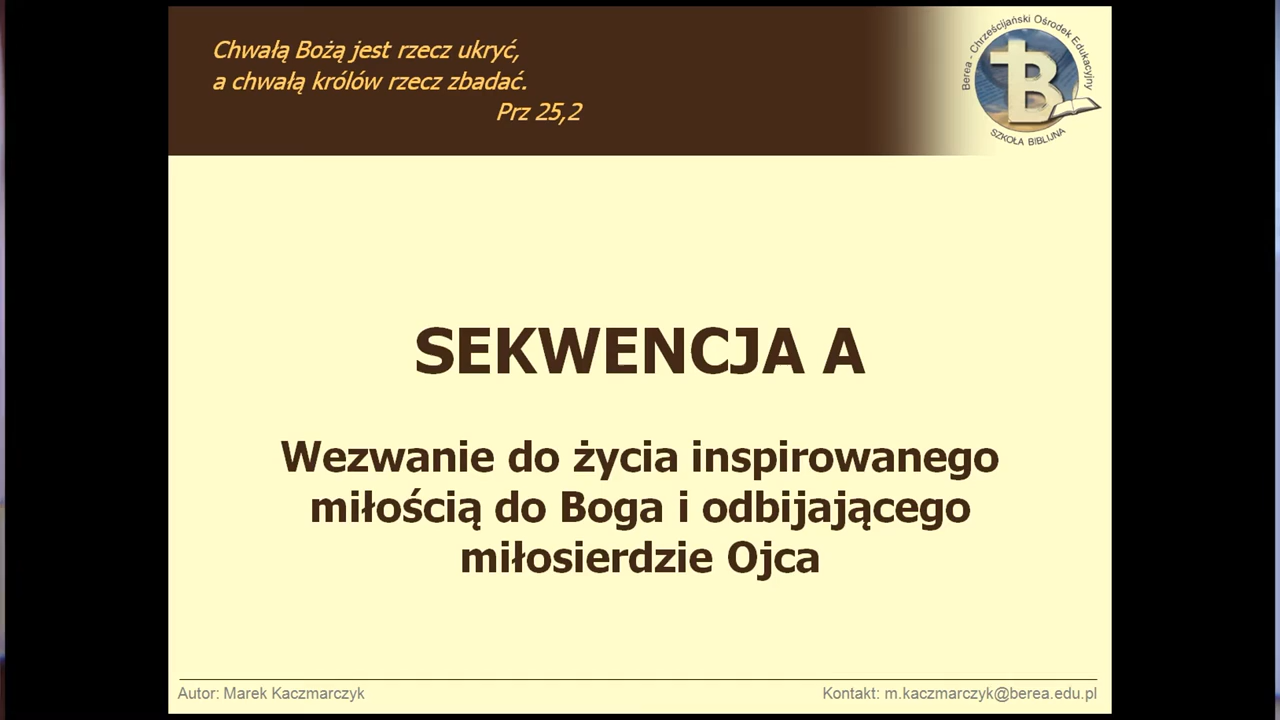 Chwałą Bożą jest rzecz ukryć,
a chwałą królów rzecz zbadać.
Prz 25,2
Berea - Chrześcijański Ośrodek Edukacyjny
B
SZKOŁA BIBLIJNA
SEKWENCJA A
Wezwanie do życia inspirowanego
miłością do Boga i odbijającego
miłosierdzie Ojca
Autor: Marek Kaczmarczyk
Kontakt: m.kaczmarczyk@berea.edu.pl